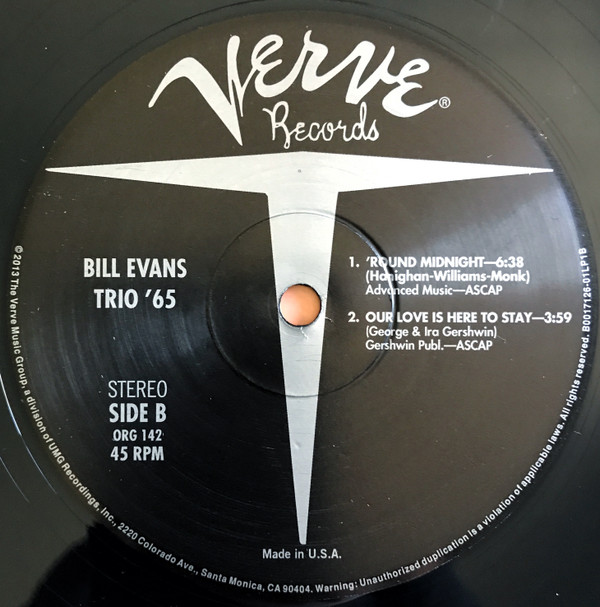 Verve®
Records
BILL EVANS
TRIO '65
STEREO
SIDE B
ORG 142
45 RPM
1. 'ROUND MIDNIGHT—6:38
(Hanighan-Williams-Monk)
Advanced Music—ASCAP
2. OUR LOVE IS HERE TO STAY—3:59
(George & Ira Gershwin)
Gershwin Publ.—ASCAP
Made in U.S.A.
©2013 The Verve Music Group, a division of UMG Recordings, Inc., 2220 Colorado Ave., Santa Monica, CA 90404. Warning: Unauthorized duplication is a violation of applicable laws. All rights reserved. B0017126-01LP1B